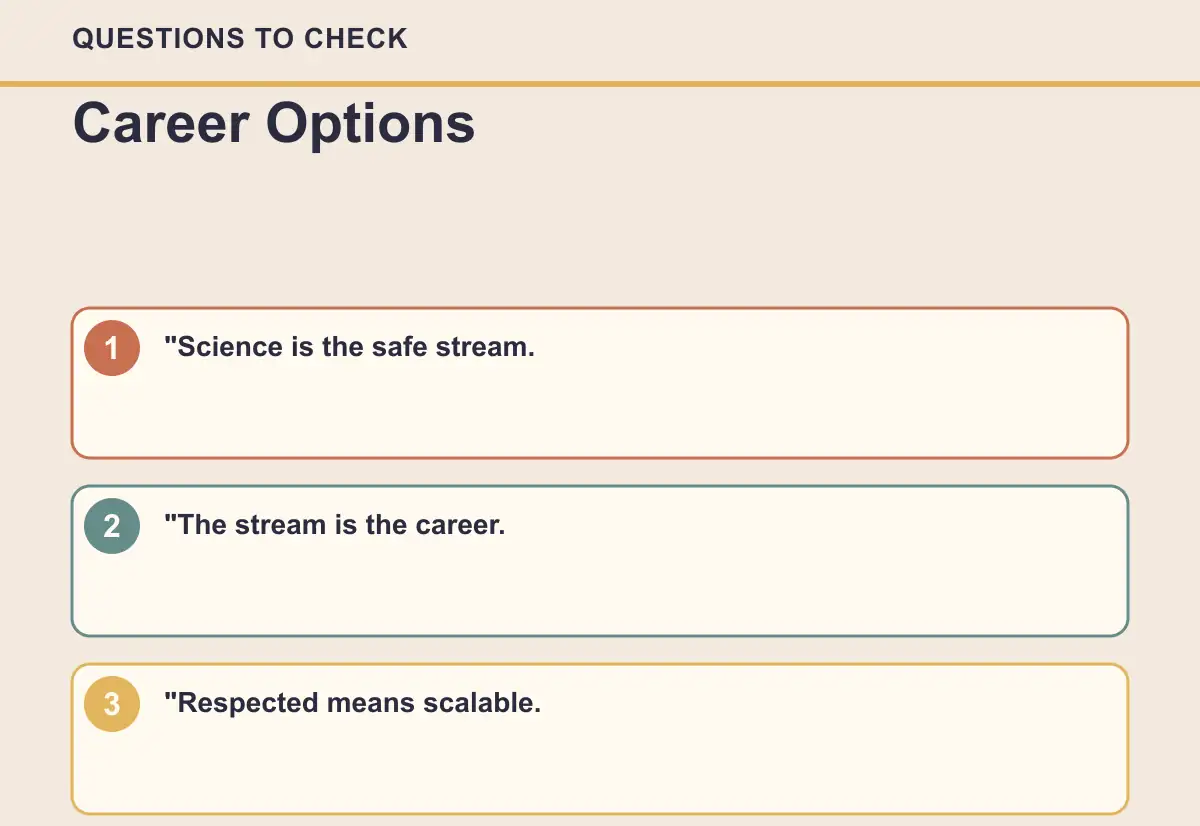 QUESTIONS TO CHECK
Career Options
1
"Science is the safe stream.
2
"The stream is the career.
3
"Respected means scalable.